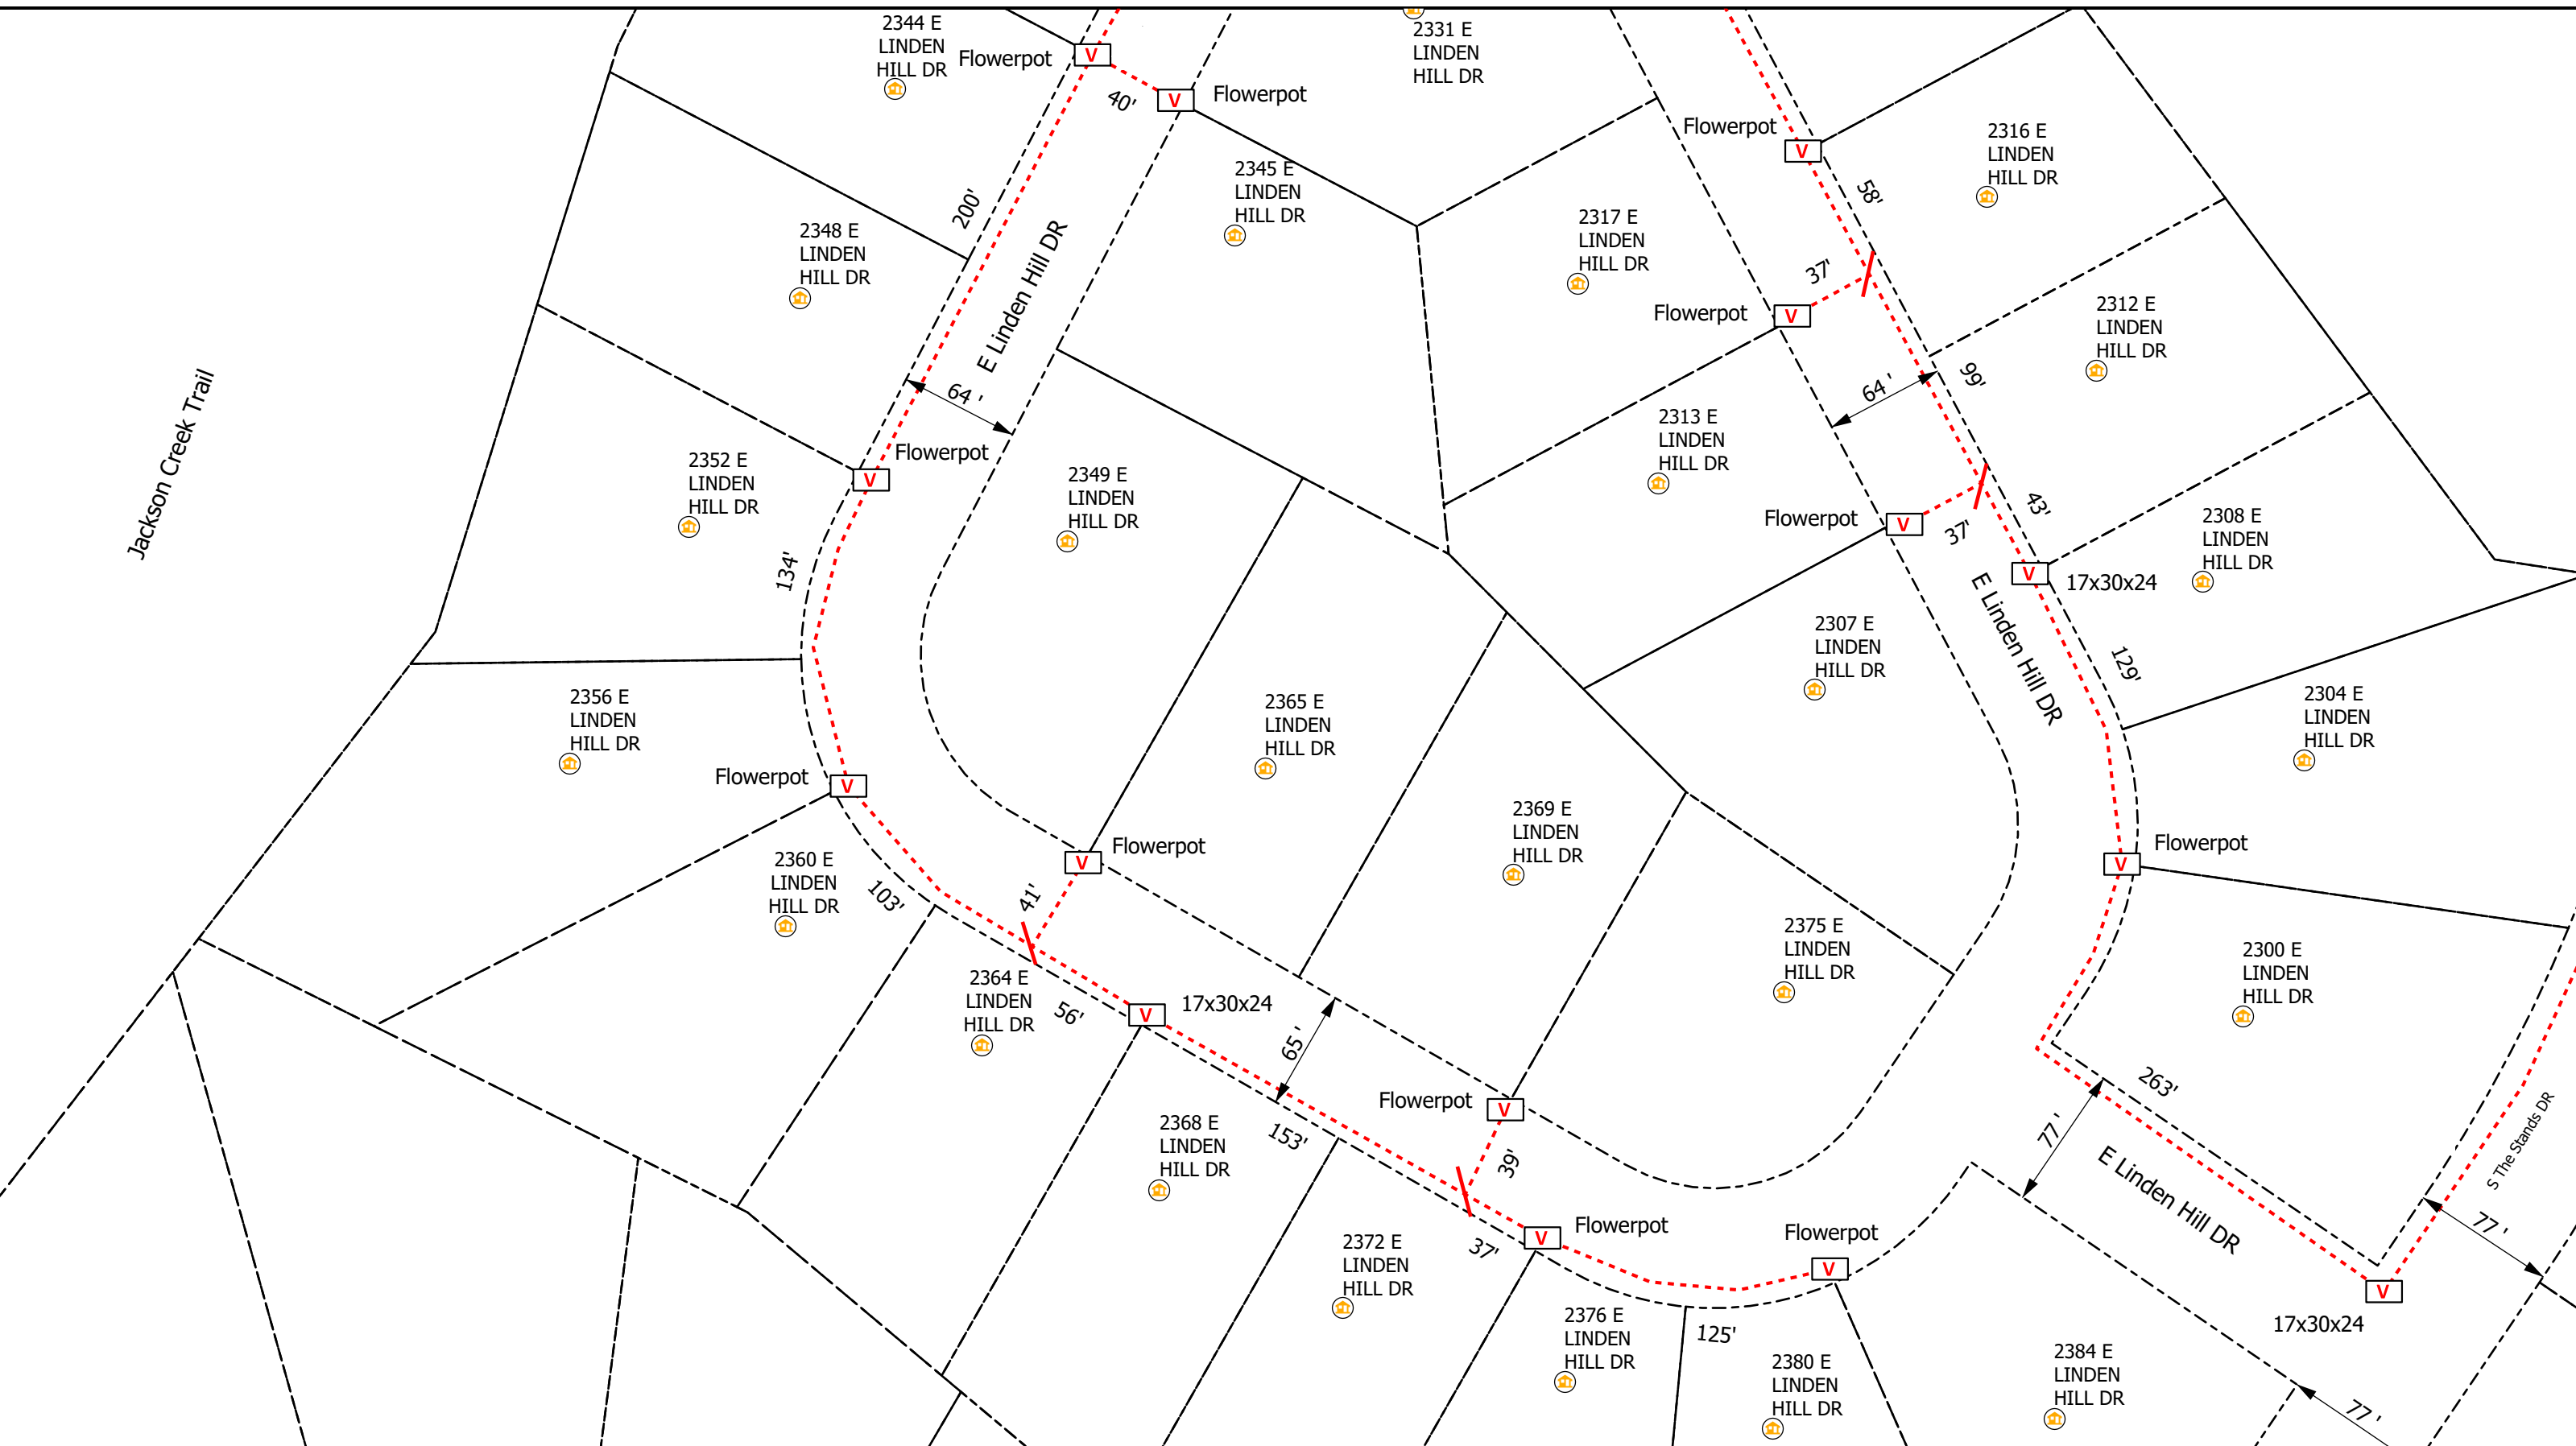 2344 E
LINDEN
HILL DR
Flowerpot
V
40'
V
Flowerpot
2331 E
LINDEN
HILL DR
Flowerpot
V
2316 E
LINDEN
HILL DR
58'
2345 E
LINDEN
HILL DR
200'
2348 E
LINDEN
HILL DR
E Linden Hill DR
2317 E
LINDEN
HILL DR
37'
Flowerpot
V
2312 E
LINDEN
HILL DR
99'
64 '
64 '
Jackson Creek Trail
2313 E
LINDEN
HILL DR
Flowerpot
V
2352 E
LINDEN
HILL DR
2349 E
LINDEN
HILL DR
43'
Flowerpot
V
37'
2308 E
LINDEN
HILL DR
134'
V
17x30x24
E Linden Hill DR
2307 E
LINDEN
HILL DR
129'
2356 E
LINDEN
HILL DR
2365 E
LINDEN
HILL DR
2304 E
LINDEN
HILL DR
Flowerpot
V
2369 E
LINDEN
HILL DR
Flowerpot
V
Flowerpot
V
2360 E
LINDEN
HILL DR
103'
41'
2375 E
LINDEN
HILL DR
2300 E
LINDEN
HILL DR
2364 E
LINDEN
HILL DR
56'
V
17x30x24
65 '
263'
Flowerpot
V
77 '
S The Stands DR
E Linden Hill DR
2368 E
LINDEN
HILL DR
153'
39'
77 '
2372 E
LINDEN
HILL DR
37'
V
Flowerpot
Flowerpot
V
V
17x30x24
2376 E
LINDEN
HILL DR
125'
2380 E
LINDEN
HILL DR
2384 E
LINDEN
HILL DR
77 '